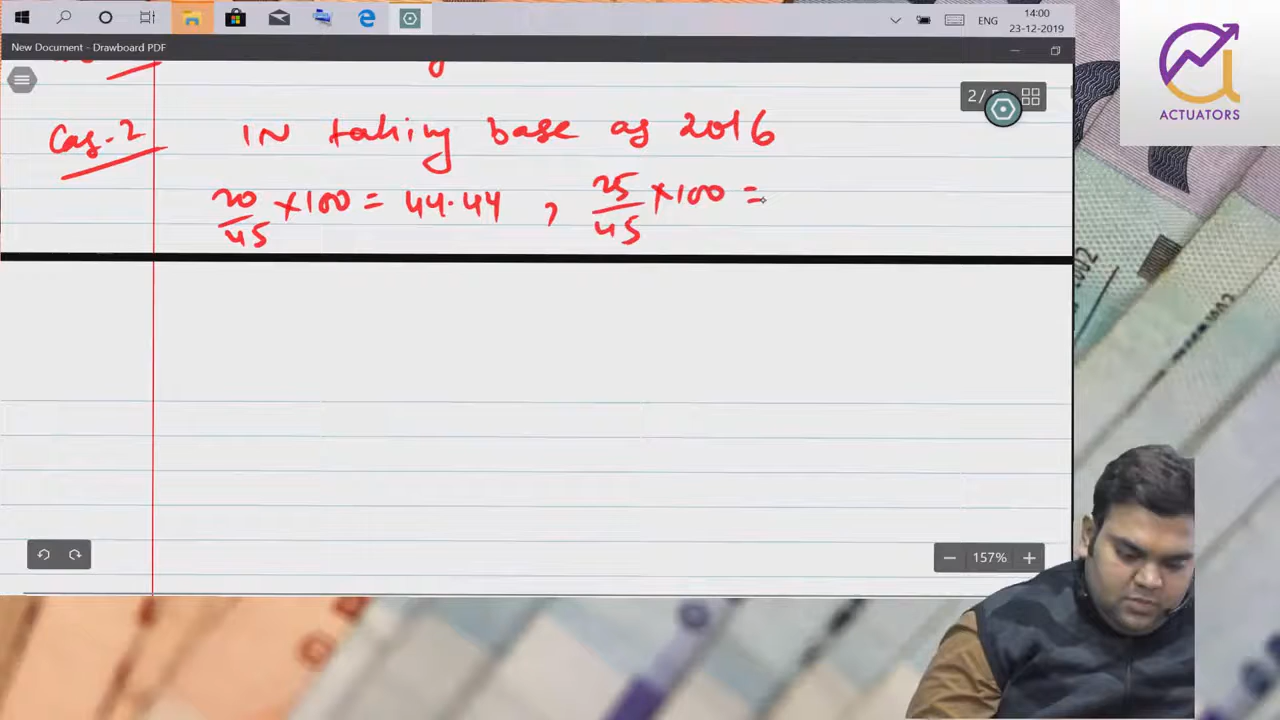 14:00
ENG
23-12-2019
New Document - Drawboard PDF
2 /
ACTUATORS
Cas-2 IN taking base as 2016
20/45 × 100 = 44.44 , 25/45 × 100 =
157%